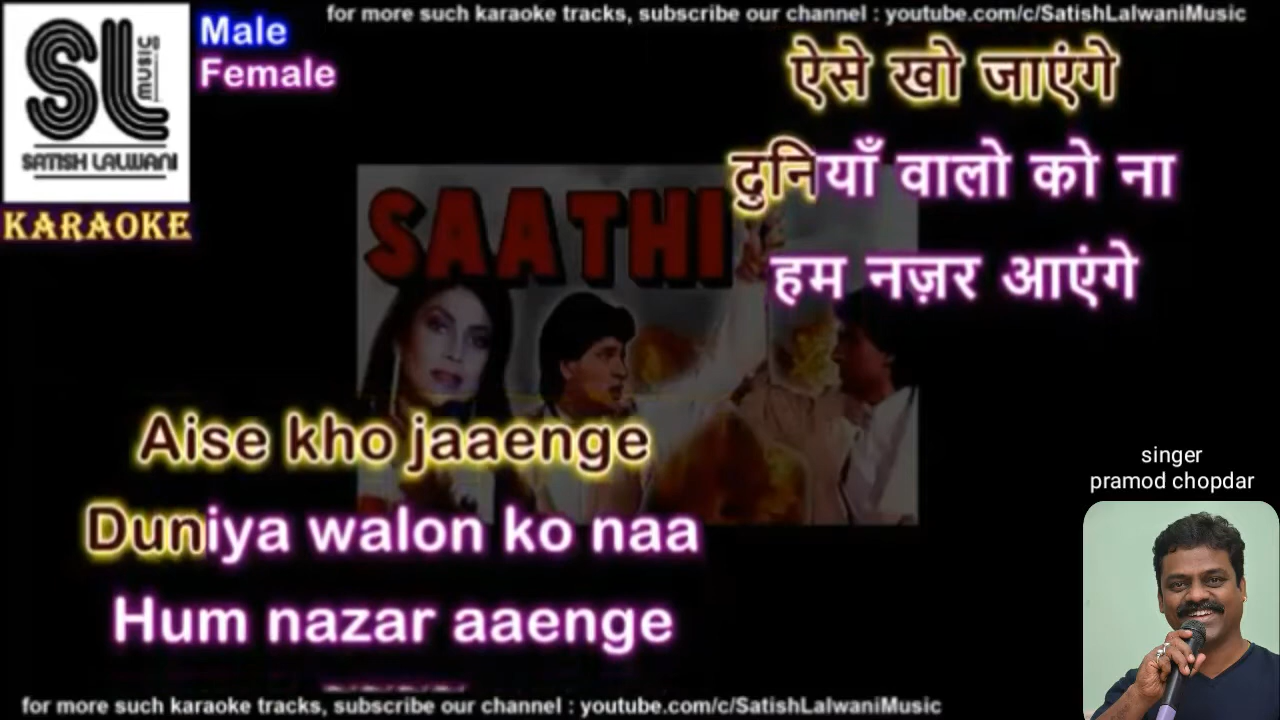 for more such karaoke tracks, subscribe our channel : youtube.com/c/SatishLalwaniMusic
SL MUSIC CO
SATISH LALWANI
KARAOKE
Male
Female
ऐसे खो जाएंगे
दुनियाँ वालो को ना
हम नज़र आएंगे
SAATHI
Aise kho jaaenge
Duniya walon ko naa
Hum nazar aaenge
singer
pramod chopdar
for more such karaoke tracks, subscribe our channel : youtube.com/c/SatishLalwaniMusic